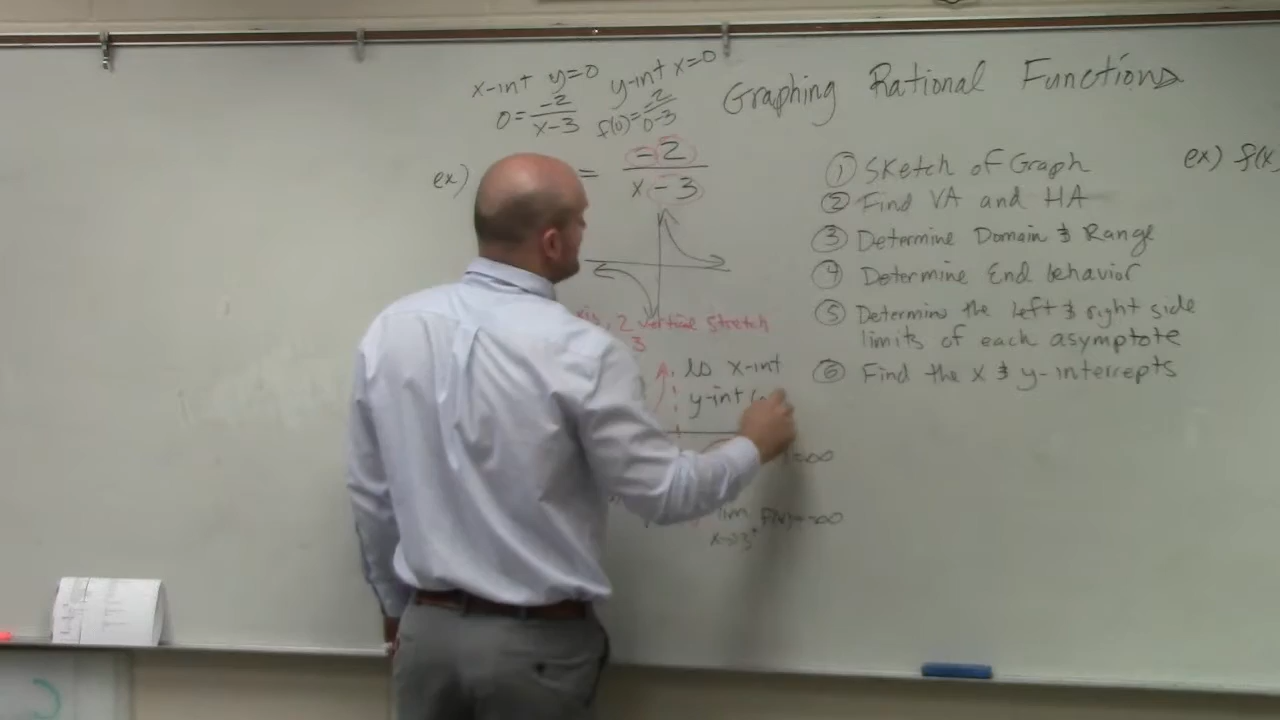 x-int y=0 y-int x=0
0=-2/x-3 f(0)=-2/0-3
Graphing Rational Functions
ex) = -2/x-3
2 vertical stretch
3
No x-int
y-int (
lim f(x)
x→3⁺
① Sketch of Graph
② Find VA and HA
③ Determine Domain & Range
④ Determine End behavior
⑤ Determine the left & right side
limits of each asymptote
⑥ Find the x & y-intercepts
ex) f(x